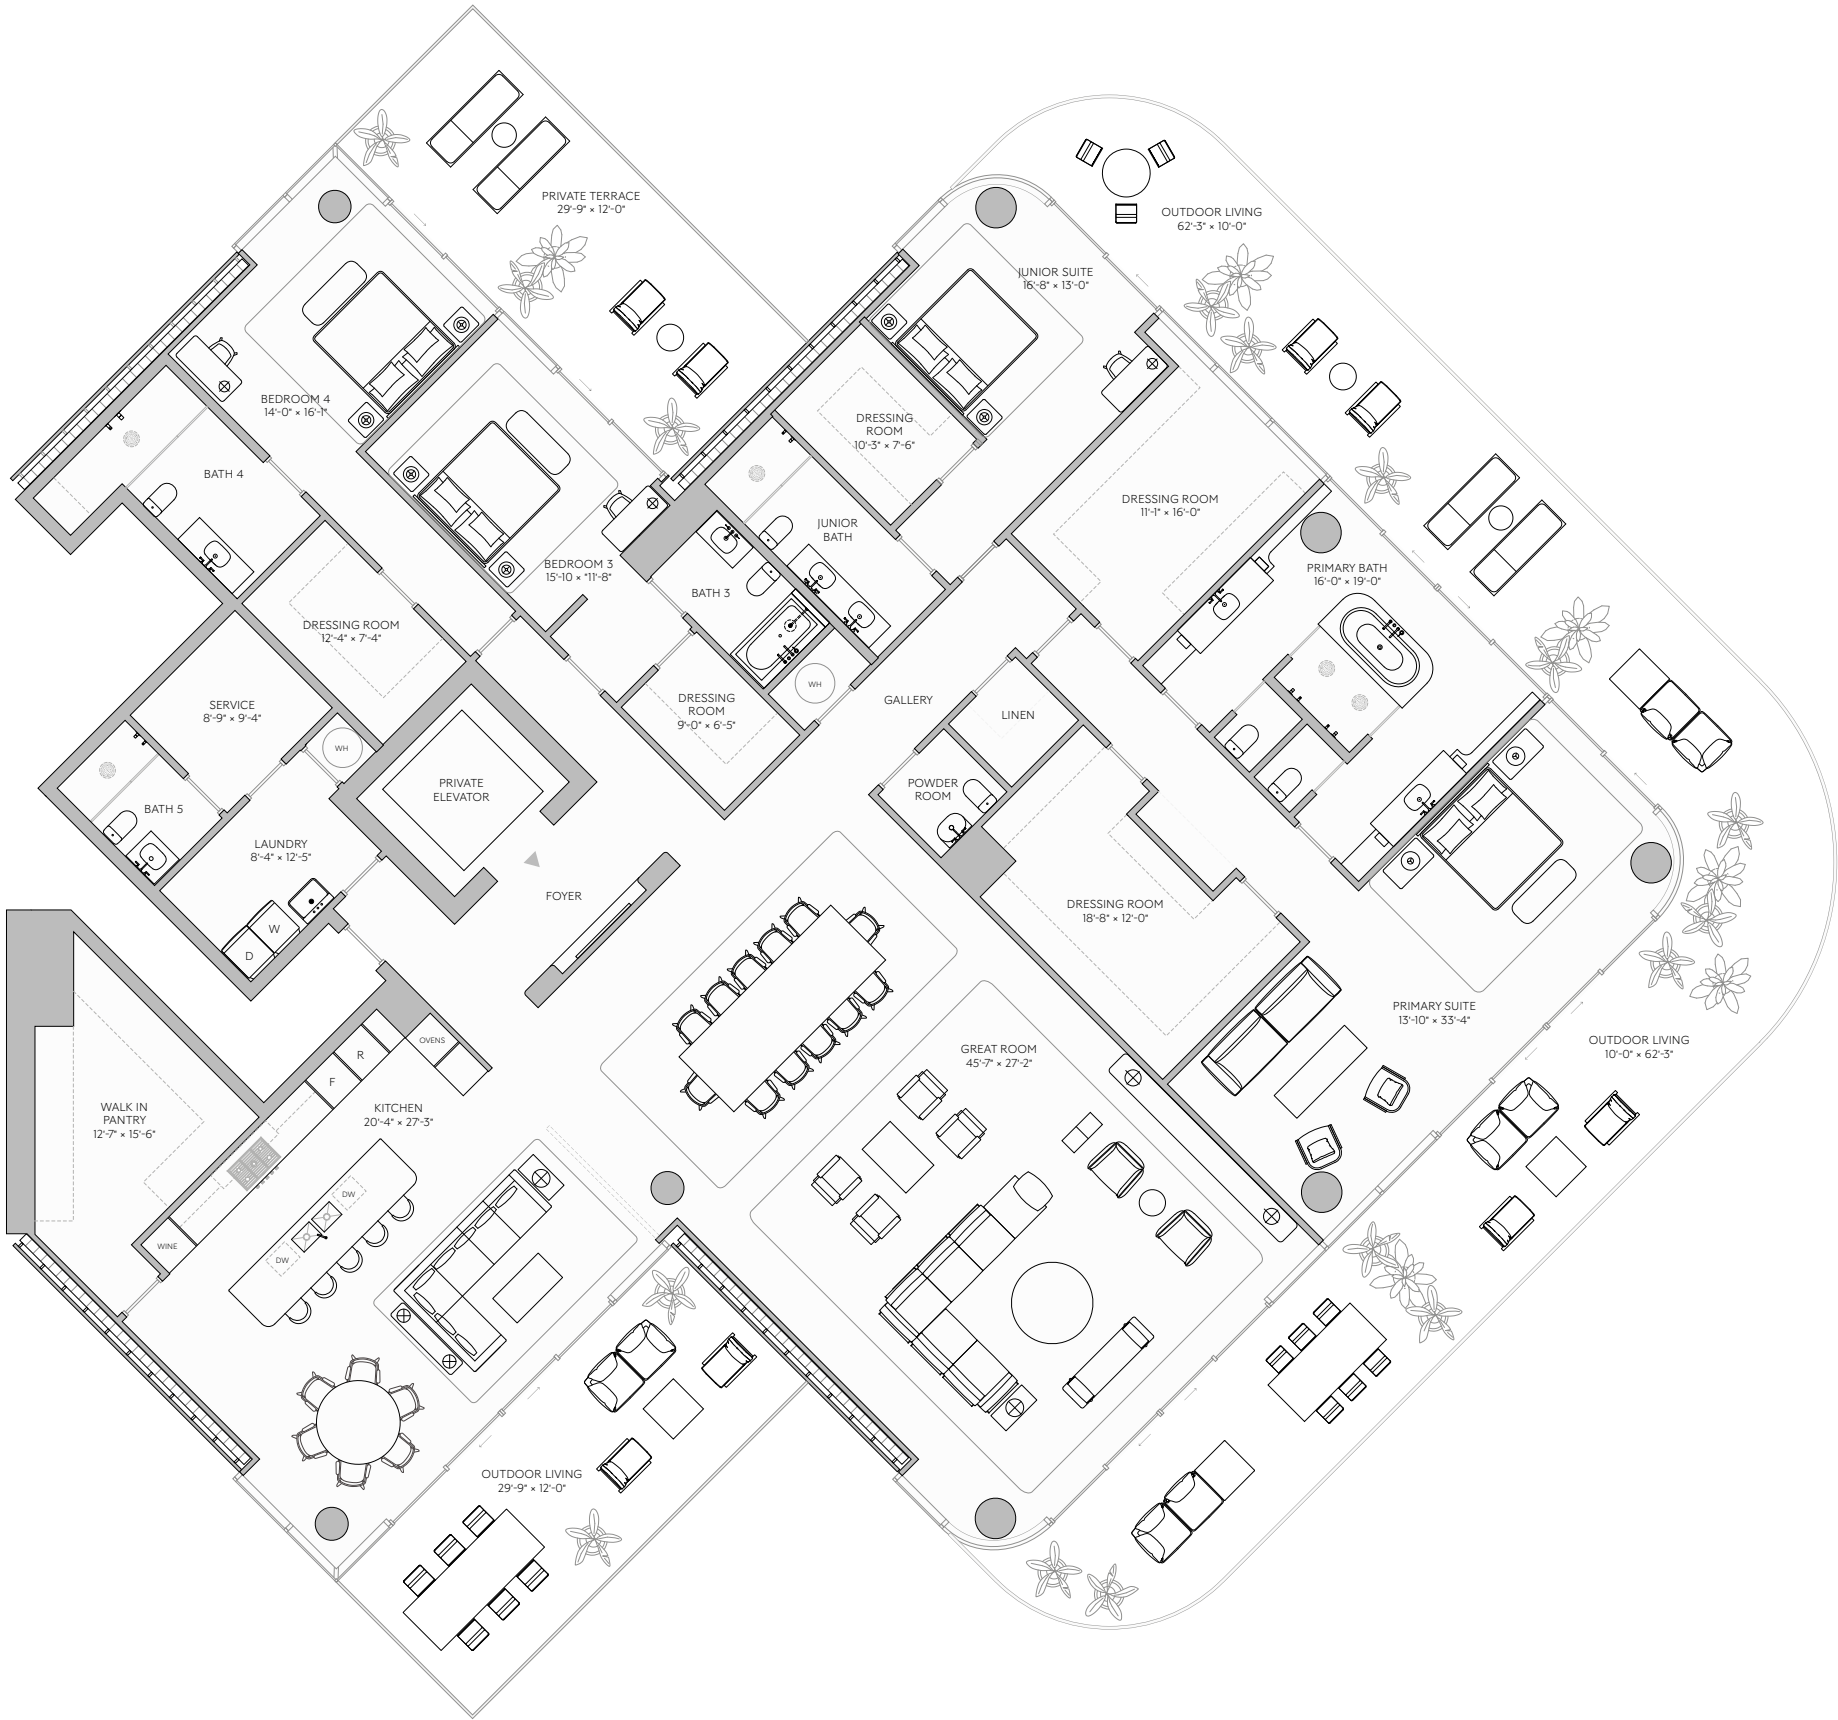 PRIVATE TERRACE
29'-9" × 12'-0"
OUTDOOR LIVING
62'-3" × 10'-0"
JUNIOR SUITE
16'-8" × 13'-0"
BEDROOM 4
14'-0" × 16'-1"
DRESSING
ROOM
10'-3" × 7'-6"
BATH 4
DRESSING ROOM
11'-1" × 16'-0"
JUNIOR
BATH
BEDROOM 3
15'-10 × "11'-8"
PRIMARY BATH
16'-0" × 19'-0"
BATH 3
DRESSING ROOM
12'-4" × 7'-4"
WH
SERVICE
8'-9" × 9'-4"
DRESSING
ROOM
9'-0" × 6'-5"
GALLERY
LINEN
WH
PRIVATE
ELEVATOR
POWDER
ROOM
BATH 5
LAUNDRY
8'-4" × 12'-5"
FOYER
DRESSING ROOM
18'-8" × 12'-0"
W
D
PRIMARY SUITE
13'-10" × 33'-4"
OVENS
R
F
GREAT ROOM
45'-7" × 27'-2"
OUTDOOR LIVING
10'-0" × 62'-3"
WALK IN
PANTRY
12'-7" × 15'-6"
KITCHEN
20'-4" × 27'-3"
DW
DW
WINE
OUTDOOR LIVING
29'-9" × 12'-0"